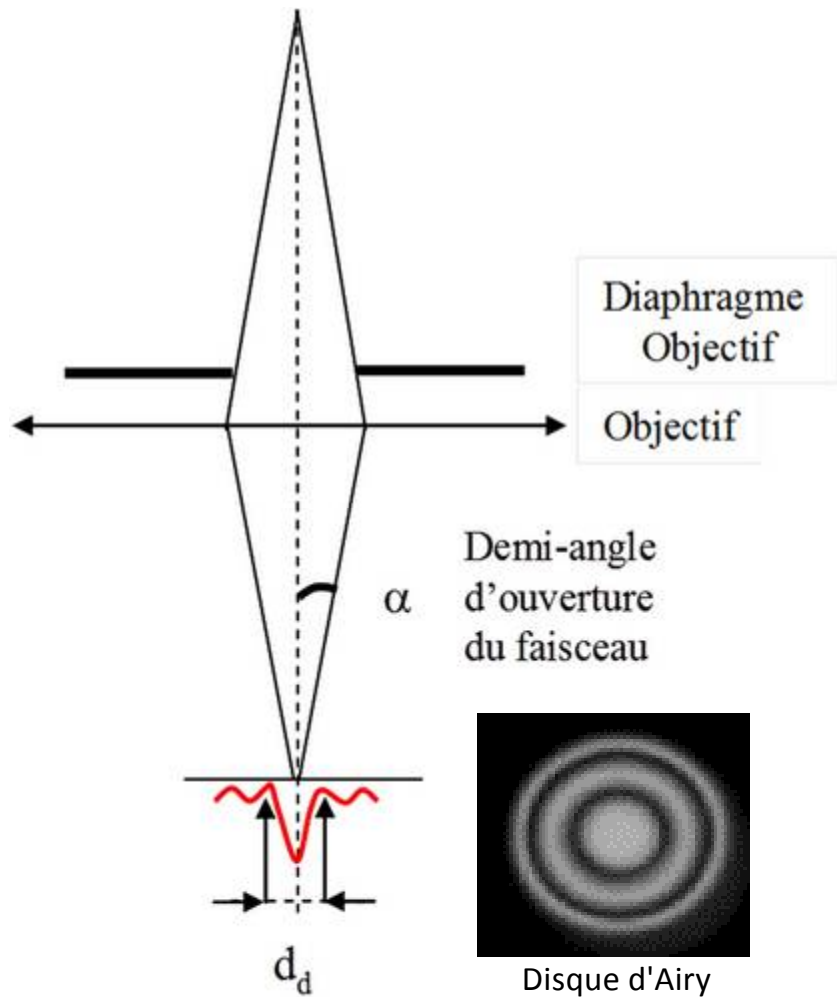 Diaphragme
Objectif
Objectif
α
Demi-angle
d’ouverture
du faisceau
d_d
Disque d'Airy